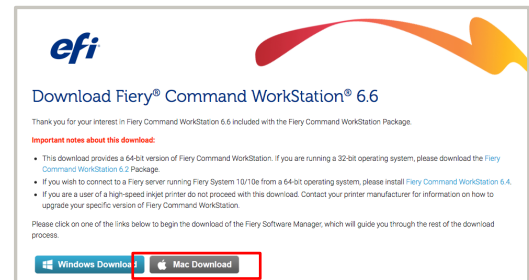 efi
Download Fiery® Command WorkStation® 6.6
Thank you for your interest in Fiery Command WorkStation 6.6 included with the Fiery Command WorkStation Package.
Important notes about this download:
• This download provides a 64-bit version of Fiery Command WorkStation. If you are running a 32-bit operating system, please download the Fiery
Command WorkStation 6.2 Package.
• If you wish to connect to a Fiery server running Fiery System 10/10e from a 64-bit operating system, please install Fiery Command WorkStation 6.4.
• If you are a user of a high-speed inkjet printer do not proceed with this download. Contact your printer manufacturer for information on how to
upgrade your specific version of Fiery Command WorkStation.
Please click on one of the links below to begin the download of the Fiery Software Manager, which will guide you through the rest of the download
process.
Windows Download Mac Download